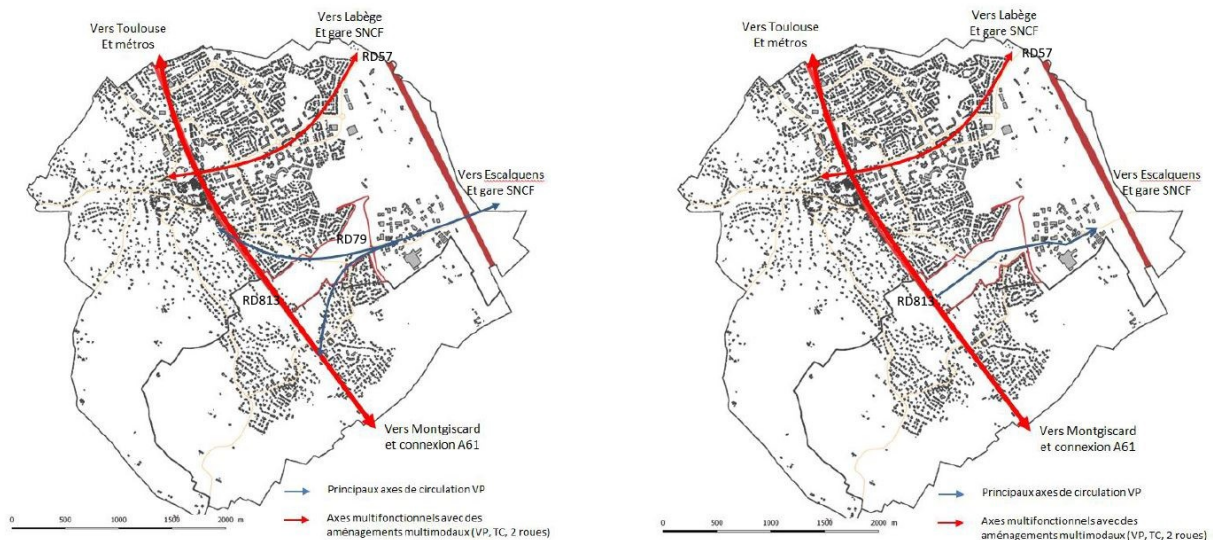 Vers Toulouse
Et métros
Vers Labège
Et gare SNCF
RD57
Vers Escalquens
Et gare SNCF
RD79
RD813
Vers Montgiscard
et connexion A61
Principaux axes de circulation VP
Axes multifonctionnels avec des
aménagements multimodaux (VP, TC, 2 roues)
0 500 1000 1500 2000 m
Vers Toulouse
Et métros
Vers Labège
Et gare SNCF
RD57
Vers Escalquens
Et gare SNCF
RD813
Vers Montgiscard
et connexion A61
Principaux axes de circulation VP
Axes multifonctionnels avec des
aménagements multimodaux (VP, TC, 2 roues)
0 500 1000 1500 2000 m